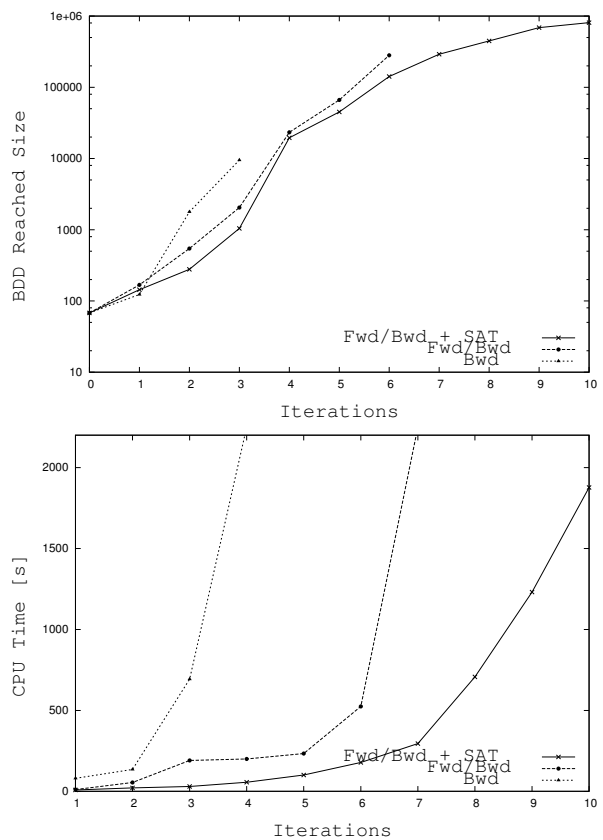 1e+06
100000
10000
1000
100
10
BDD Reached Size
Fwd/Bwd + SAT
Fwd/Bwd
Bwd
0 1 2 3 4 5 6 7 8 9 10
Iterations
2000
1500
1000
500
0
CPU Time [s]
Fwd/Bwd + SAT
Fwd/Bwd
Bwd
1 2 3 4 5 6 7 8 9 10
Iterations